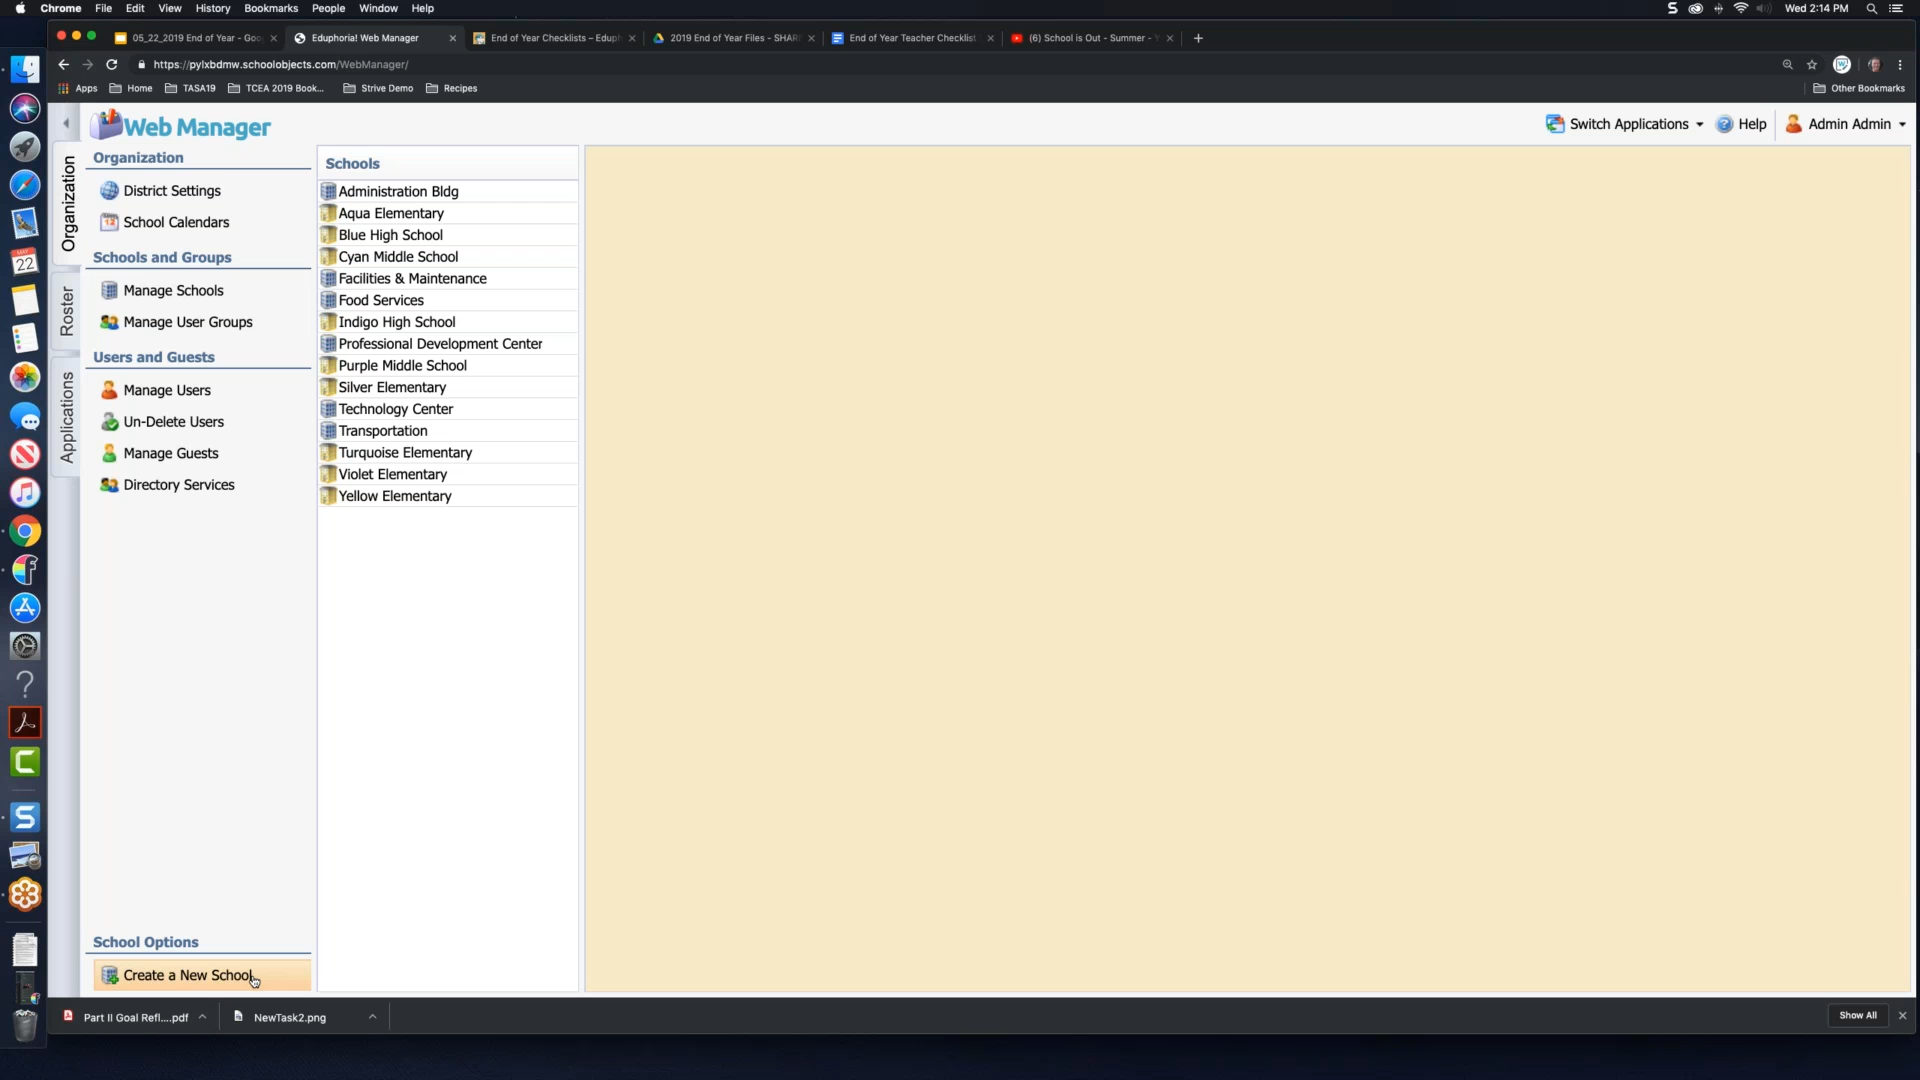 Chrome File Edit View History Bookmarks People Window Help
Wed 2:14 PM
05_22_2019 End of Year - Goo
Eduphoria! Web Manager
End of Year Checklists – Eduph
2019 End of Year Files - SHAR
End of Year Teacher Checklist
(6) School is Out - Summer - Y
https://pylxbdmw.schoolobjects.com/WebManager/
Apps Home TASA19 TCEA 2019 Book... Strive Demo Recipes Other Bookmarks
Web Manager
Switch Applications Help Admin Admin
Organization
Roster
Applications
Organization
District Settings
School Calendars
Schools and Groups
Manage Schools
Manage User Groups
Users and Guests
Manage Users
Un-Delete Users
Manage Guests
Directory Services
School Options
Create a New School
Schools
Administration Bldg
Aqua Elementary
Blue High School
Cyan Middle School
Facilities & Maintenance
Food Services
Indigo High School
Professional Development Center
Purple Middle School
Silver Elementary
Technology Center
Transportation
Turquoise Elementary
Violet Elementary
Yellow Elementary
MAY
22
Part II Goal Refl....pdf
NewTask2.png
Show All